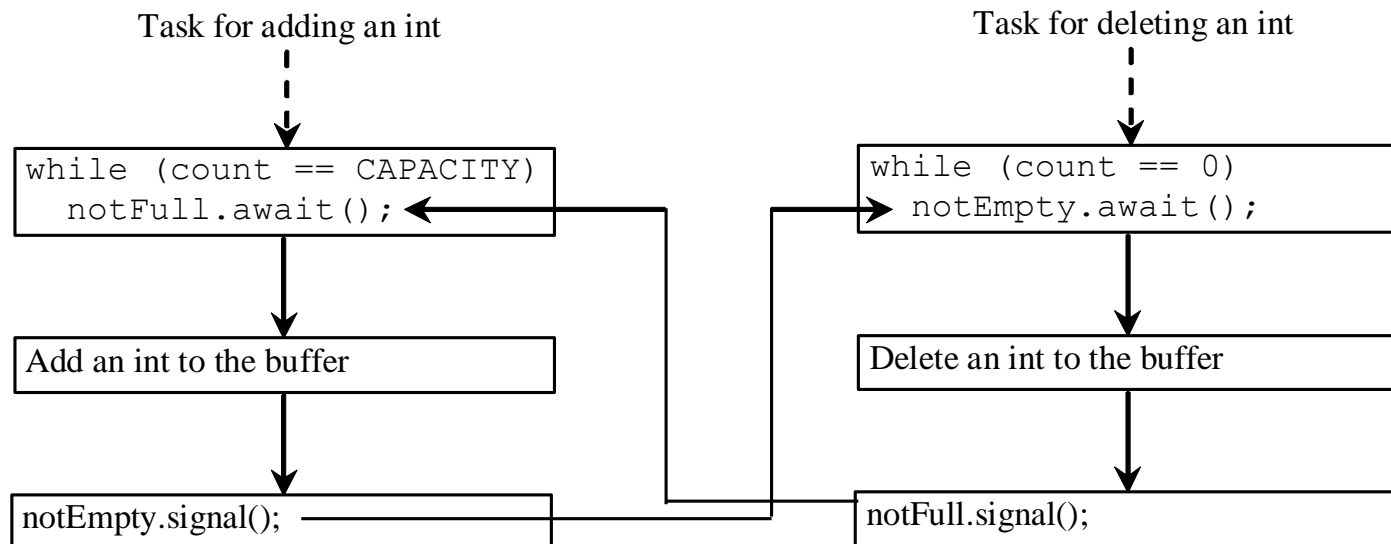 Task for adding an int
while (count == CAPACITY)
notFull.await();
Add an int to the buffer
notEmpty.signal();
Task for deleting an int
while (count == 0)
notEmpty.await();
Delete an int to the buffer
notFull.signal();